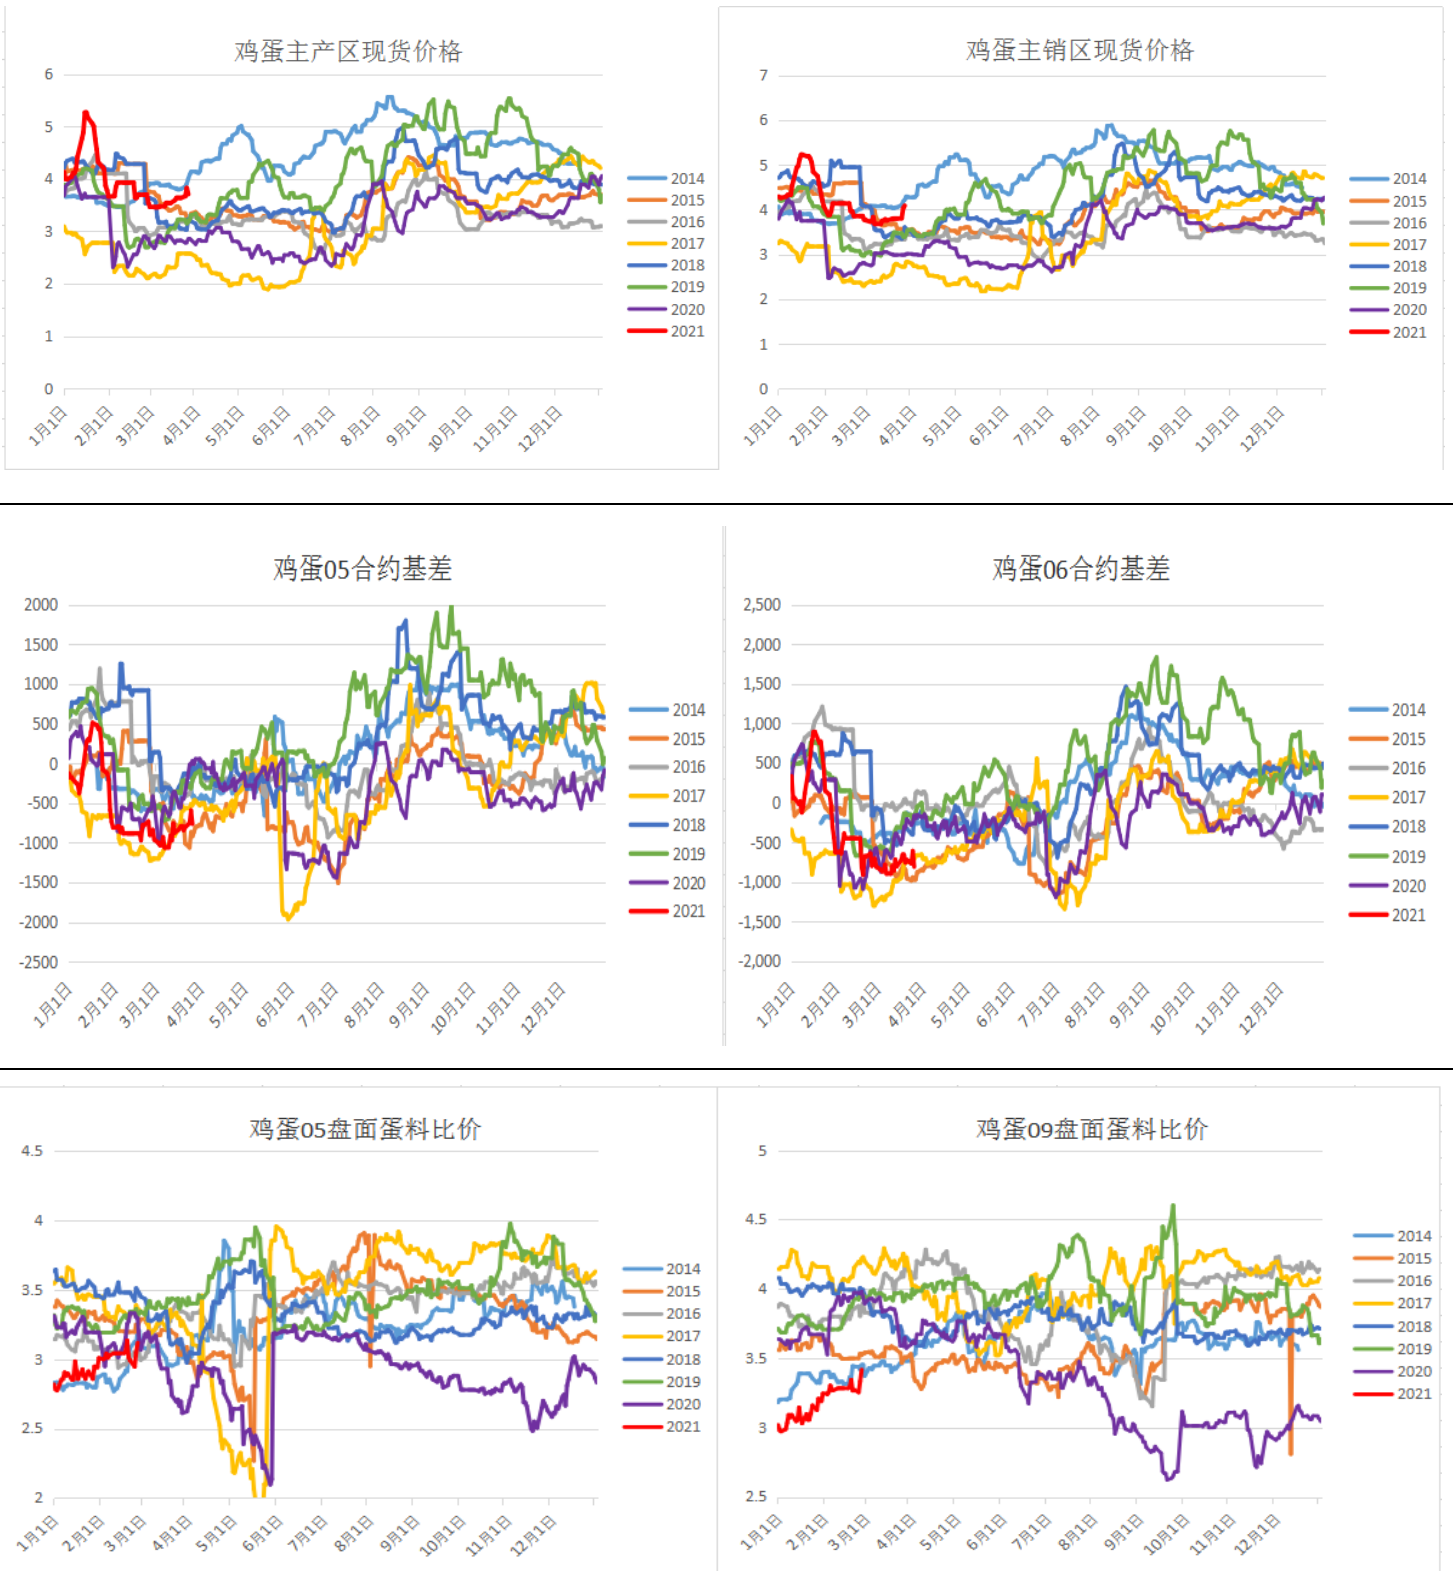 鸡蛋主产区现货价格
6
5
4
3
2
1
0
1月1日
2月1日
3月1日
4月1日
5月1日
6月1日
7月1日
8月1日
9月1日
10月1日
11月1日
12月1日
2014
2015
2016
2017
2018
2019
2020
2021
鸡蛋主销区现货价格
7
6
5
4
3
2
1
0
1月1日
2月1日
3月1日
4月1日
5月1日
6月1日
7月1日
8月1日
9月1日
10月1日
11月1日
12月1日
2014
2015
2016
2017
2018
2019
2020
2021
鸡蛋05合约基差
2000
1500
1000
500
0
-500
-1000
-1500
-2000
-2500
1月1日
2月1日
3月1日
4月1日
5月1日
6月1日
7月1日
8月1日
9月1日
10月1日
11月1日
12月1日
2014
2015
2016
2017
2018
2019
2020
2021
鸡蛋06合约基差
2,500
2,000
1,500
1,000
500
0
-500
-1,000
-1,500
-2,000
1月1日
2月1日
3月1日
4月1日
5月1日
6月1日
7月1日
8月1日
9月1日
10月1日
11月1日
12月1日
2014
2015
2016
2017
2018
2019
2020
2021
鸡蛋05盘面蛋料比价
4.5
4
3.5
3
2.5
2
1月1日
2月1日
3月1日
4月1日
5月1日
6月1日
7月1日
8月1日
9月1日
10月1日
11月1日
12月1日
2014
2015
2016
2017
2018
2019
2020
2021
鸡蛋09盘面蛋料比价
5
4.5
4
3.5
3
2.5
1月1日
2月1日
3月1日
4月1日
5月1日
6月1日
7月1日
8月1日
9月1日
10月1日
11月1日
12月1日
2014
2015
2016
2017
2018
2019
2020
2021